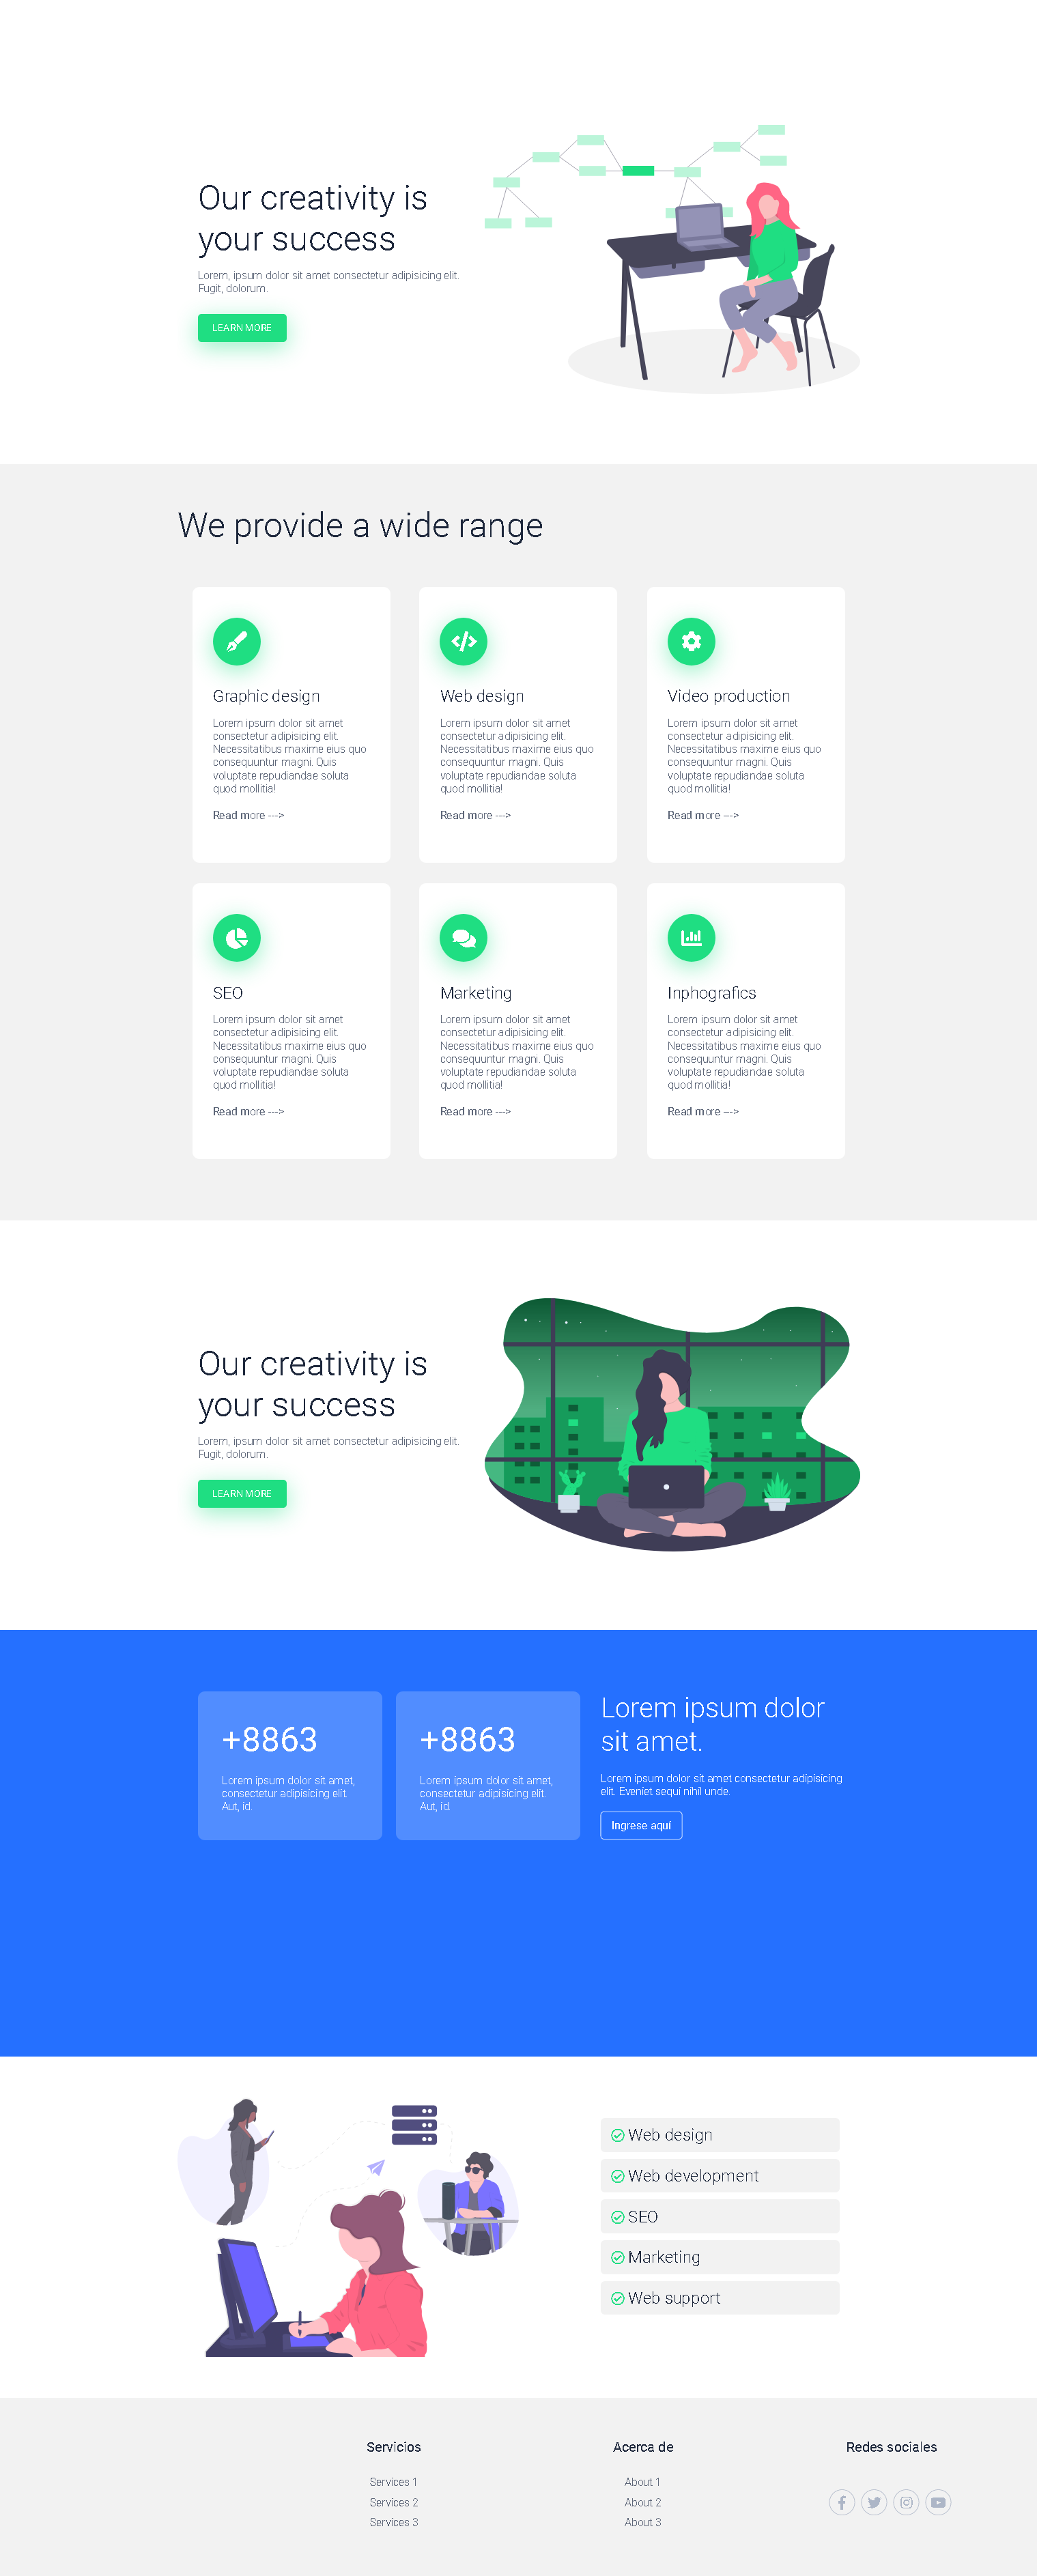 Our creativity is
your success
Lorem, ipsum dolor sit amet consectetur adipisicing elit.
Fugit, dolorum.
LEARN MORE
We provide a wide range
Graphic design
Lorem ipsum dolor sit amet
consectetur adipisicing elit.
Necessitatibus maxime eius quo
consequuntur magni. Quis
voluptate repudiandae soluta
quod mollitia!
Read more --->
Web design
Lorem ipsum dolor sit amet
consectetur adipisicing elit.
Necessitatibus maxime eius quo
consequuntur magni. Quis
voluptate repudiandae soluta
quod mollitia!
Read more --->
Video production
Lorem ipsum dolor sit amet
consectetur adipisicing elit.
Necessitatibus maxime eius quo
consequuntur magni. Quis
voluptate repudiandae soluta
quod mollitia!
Read more --->
SEO
Lorem ipsum dolor sit amet
consectetur adipisicing elit.
Necessitatibus maxime eius quo
consequuntur magni. Quis
voluptate repudiandae soluta
quod mollitia!
Read more --->
Marketing
Lorem ipsum dolor sit amet
consectetur adipisicing elit.
Necessitatibus maxime eius quo
consequuntur magni. Quis
voluptate repudiandae soluta
quod mollitia!
Read more --->
Inphografics
Lorem ipsum dolor sit amet
consectetur adipisicing elit.
Necessitatibus maxime eius quo
consequuntur magni. Quis
voluptate repudiandae soluta
quod mollitia!
Read more --->
Our creativity is
your success
Lorem, ipsum dolor sit amet consectetur adipisicing elit.
Fugit, dolorum.
LEARN MORE
+8863
Lorem ipsum dolor sit amet,
consectetur adipisicing elit.
Aut, id.
+8863
Lorem ipsum dolor sit amet,
consectetur adipisicing elit.
Aut, id.
Lorem ipsum dolor
sit amet.
Lorem ipsum dolor sit amet consectetur adipisicing
elit. Eveniet sequi nihil unde.
Ingrese aquí
Web design
Web development
SEO
Marketing
Web support
Servicios
Services 1
Services 2
Services 3
Acerca de
About 1
About 2
About 3
Redes sociales